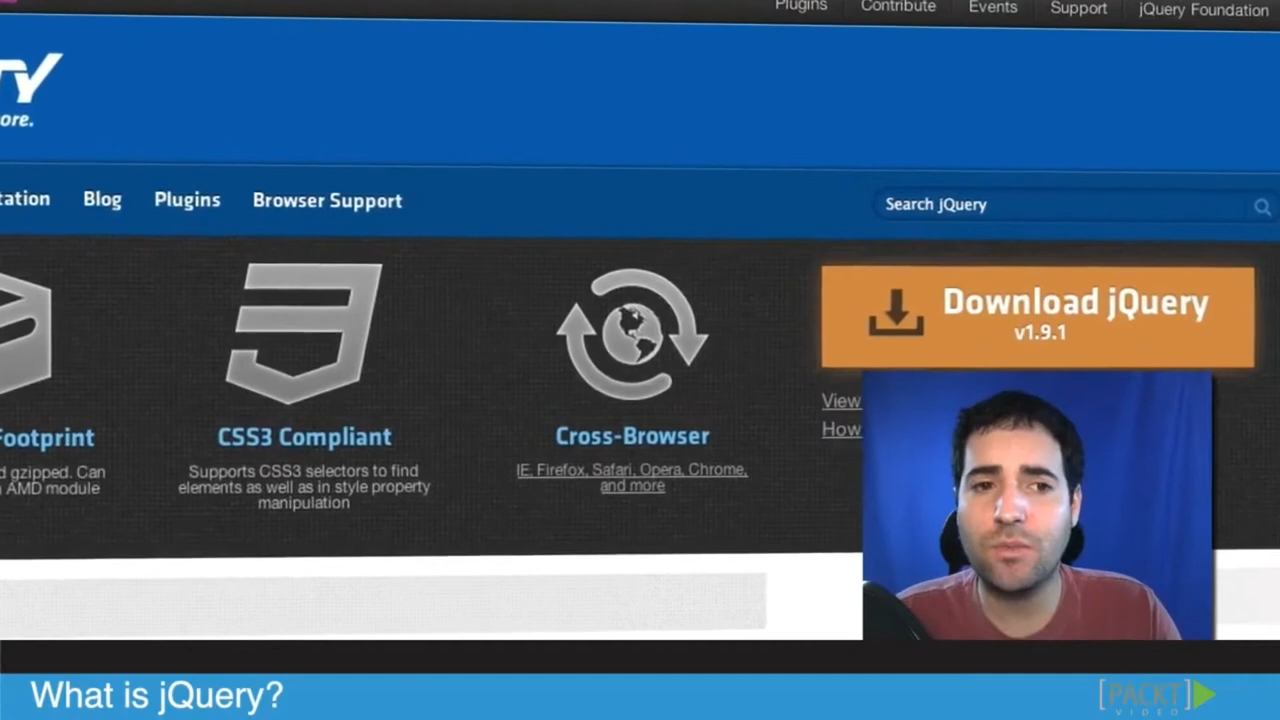 Plugins Contribute Events Support jQuery Foundation
ore.
tation Blog Plugins Browser Support Search jQuery
Download jQuery
v1.9.1
View
How
Footprint CSS3 Compliant Cross-Browser
d gzipped. Can Supports CSS3 selectors to find IE, Firefox, Safari, Opera, Chrome,
AMD module elements as well as in style property and more
manipulation
What is jQuery? [PACKT]
VIDEO